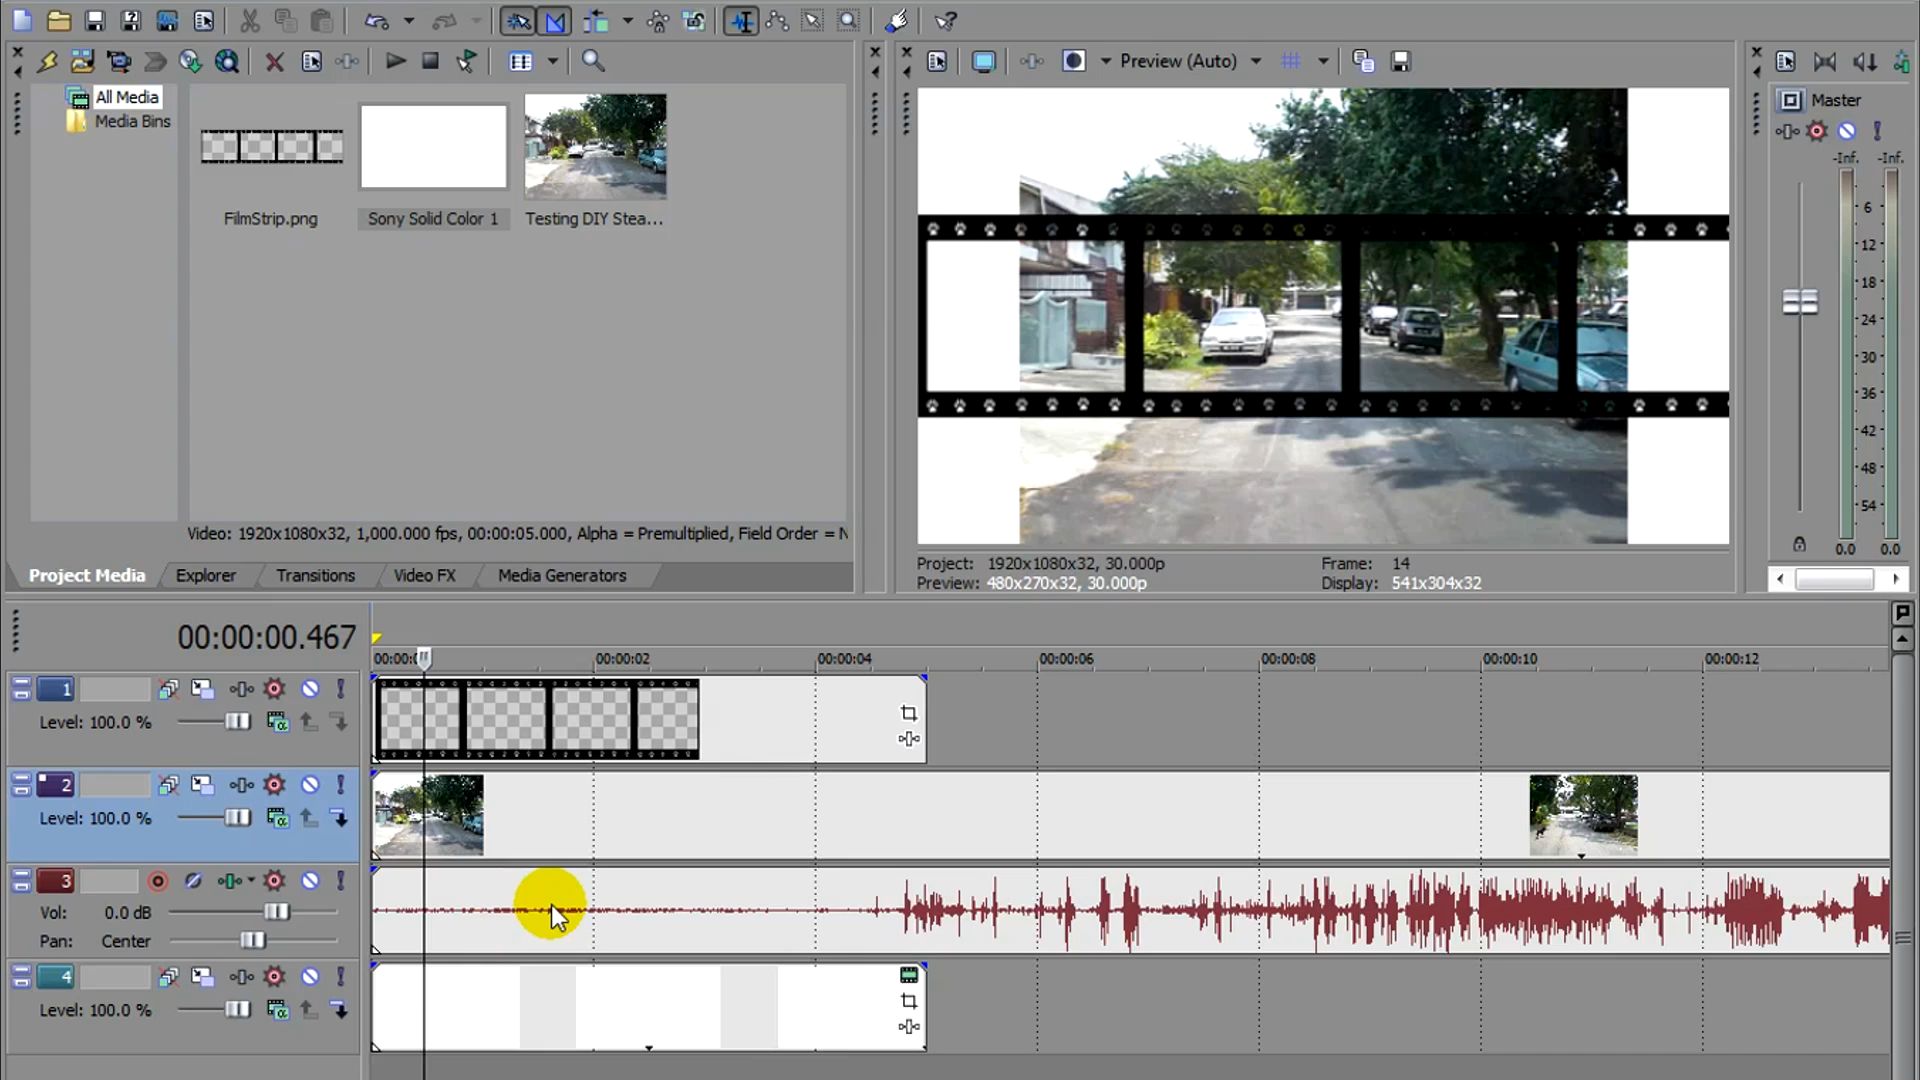 Preview (Auto)
All Media
Media Bins
Master
-Inf.
-Inf.
FilmStrip.png
Sony Solid Color 1
Testing DIY Stea...
6
12
18
24
30
36
42
48
54
0.0
0.0
Video: 1920x1080x32, 1,000.000 fps, 00:00:05.000, Alpha = Premultiplied, Field Order = N
Project Media
Explorer
Transitions
Video FX
Media Generators
Project: 1920x1080x32, 30.000p
Frame: 14
Preview: 480x270x32, 30.000p
Display: 541x304x32
00:00:00.467
00:00:0
00:00:02
00:00:04
00:00:06
00:00:08
00:00:10
00:00:12
1
Level: 100.0 %
2
Level: 100.0 %
3
Vol: 0.0 dB
Pan: Center
4
Level: 100.0 %